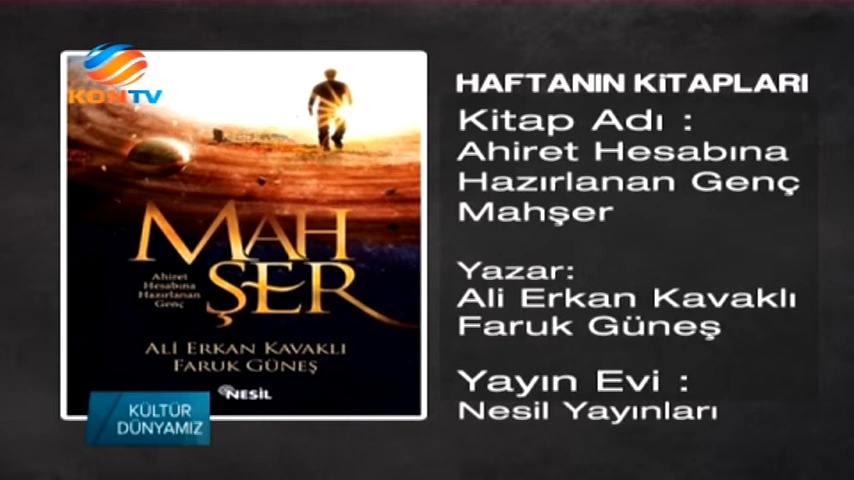 KONTV
MAH
ŞER
Ahiret
Hesabına
Hazırlanan
Genç
ALİ ERKAN KAVAKLI
FARUK GÜNEŞ
NESİL
KÜLTÜR
DÜNYAMIZ
HAFTANIN KİTAPLARI
Kitap Adı :
Ahiret Hesabına
Hazırlanan Genç
Mahşer
Yazar:
Ali Erkan Kavaklı
Faruk Güneş
Yayın Evi :
Nesil Yayınları